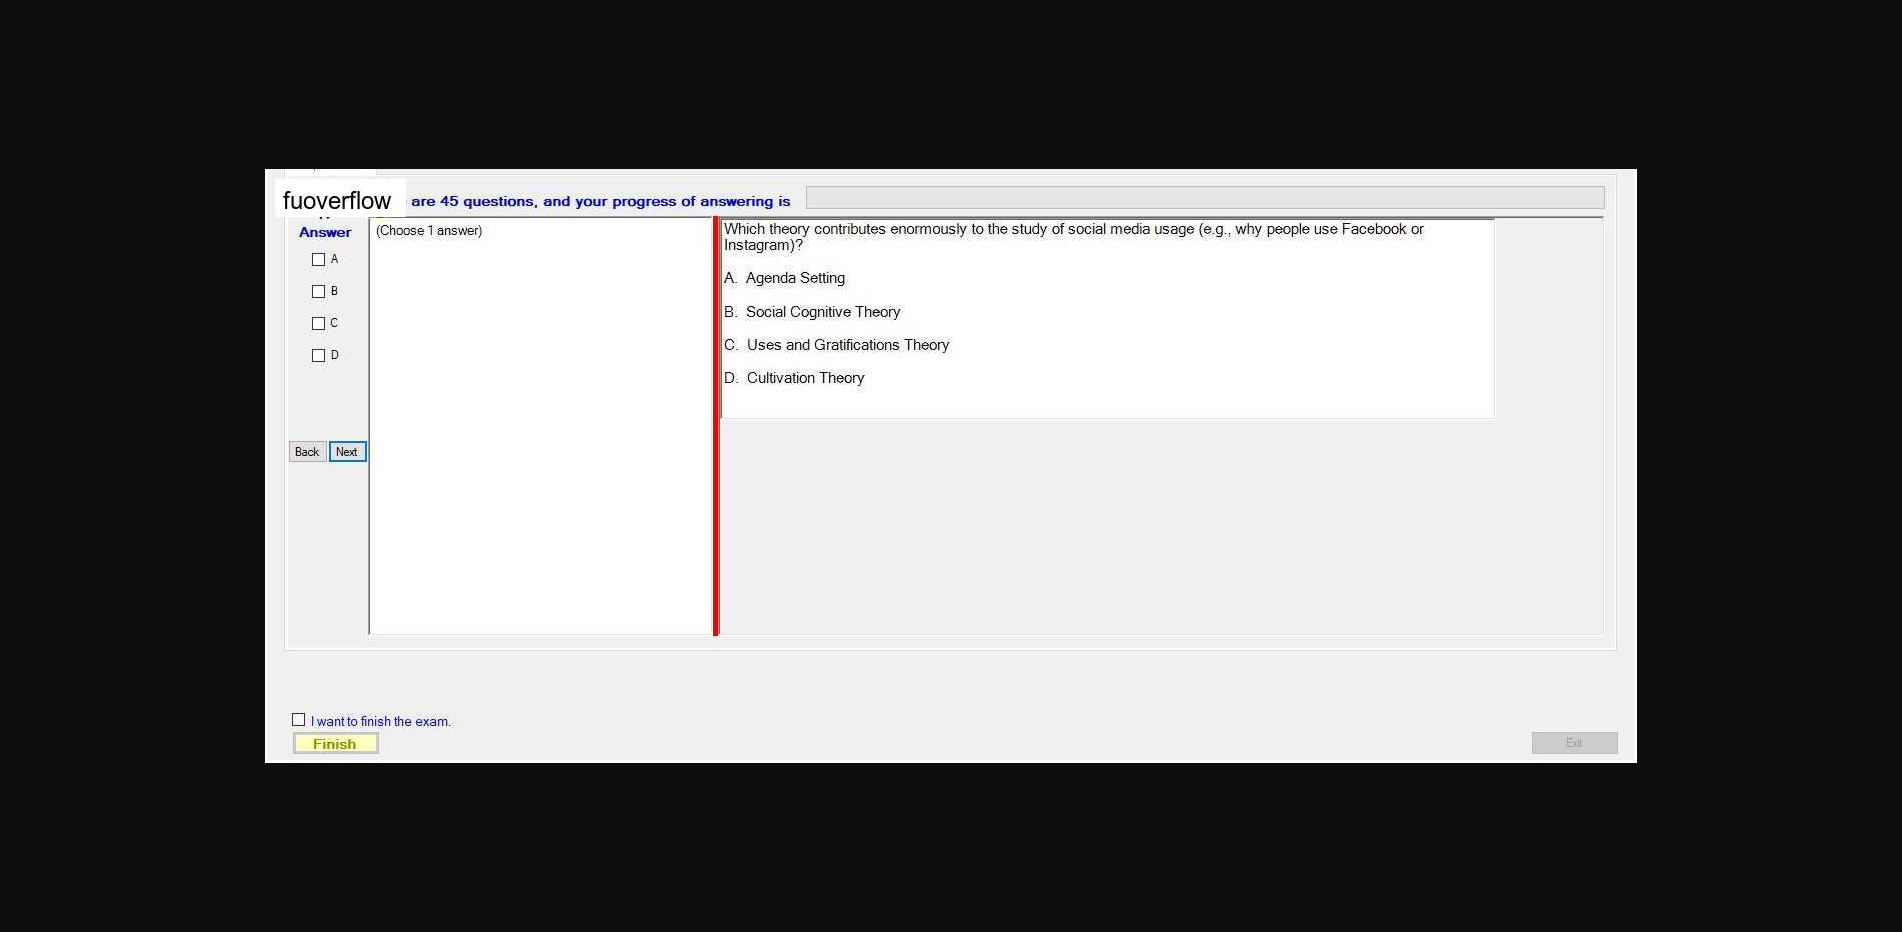 fuoverflow are 45 questions, and your progress of answering is
Answer
(Choose 1 answer)
A
B
C
D
Back Next
Which theory contributes enormously to the study of social media usage (e.g., why people use Facebook or
Instagram)?
A. Agenda Setting
B. Social Cognitive Theory
C. Uses and Gratifications Theory
D. Cultivation Theory
I want to finish the exam.
Finish
Exit